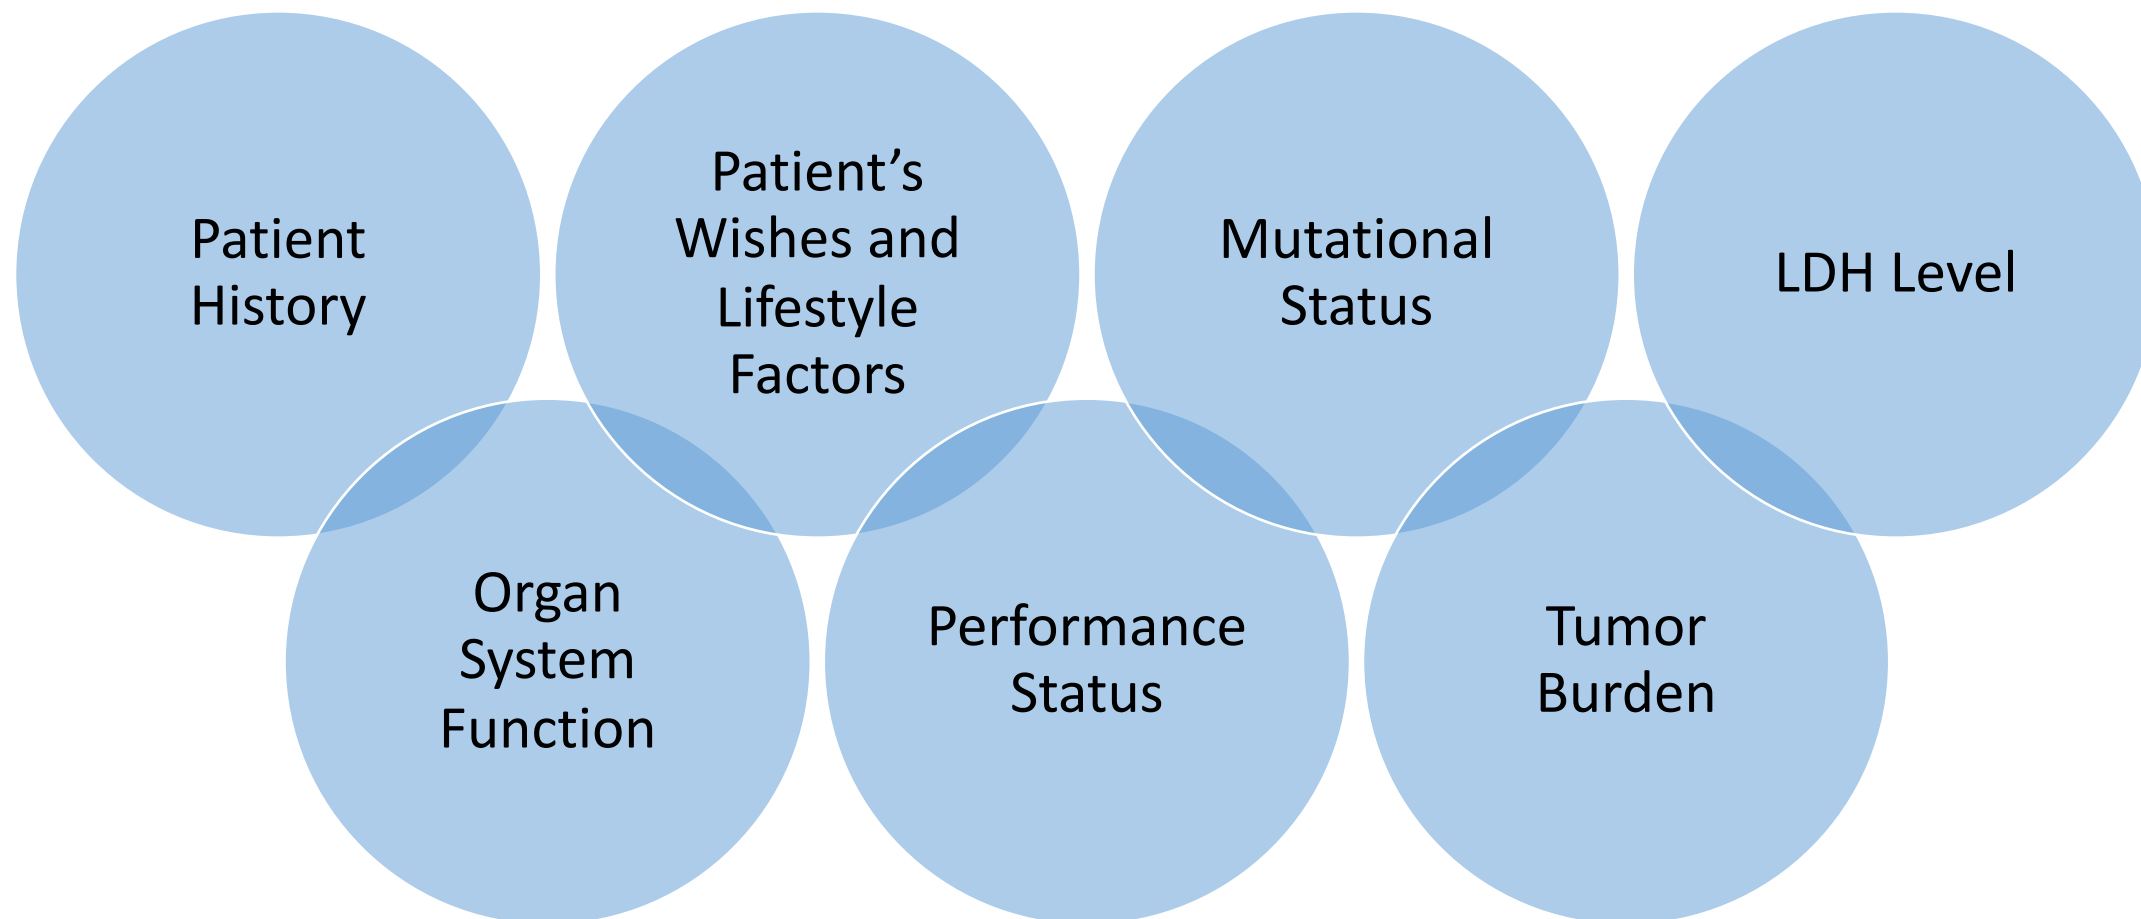 Patient
History
Patient’s
Wishes and
Lifestyle
Factors
Mutational
Status
LDH Level
Organ
System
Function
Performance
Status
Tumor
Burden